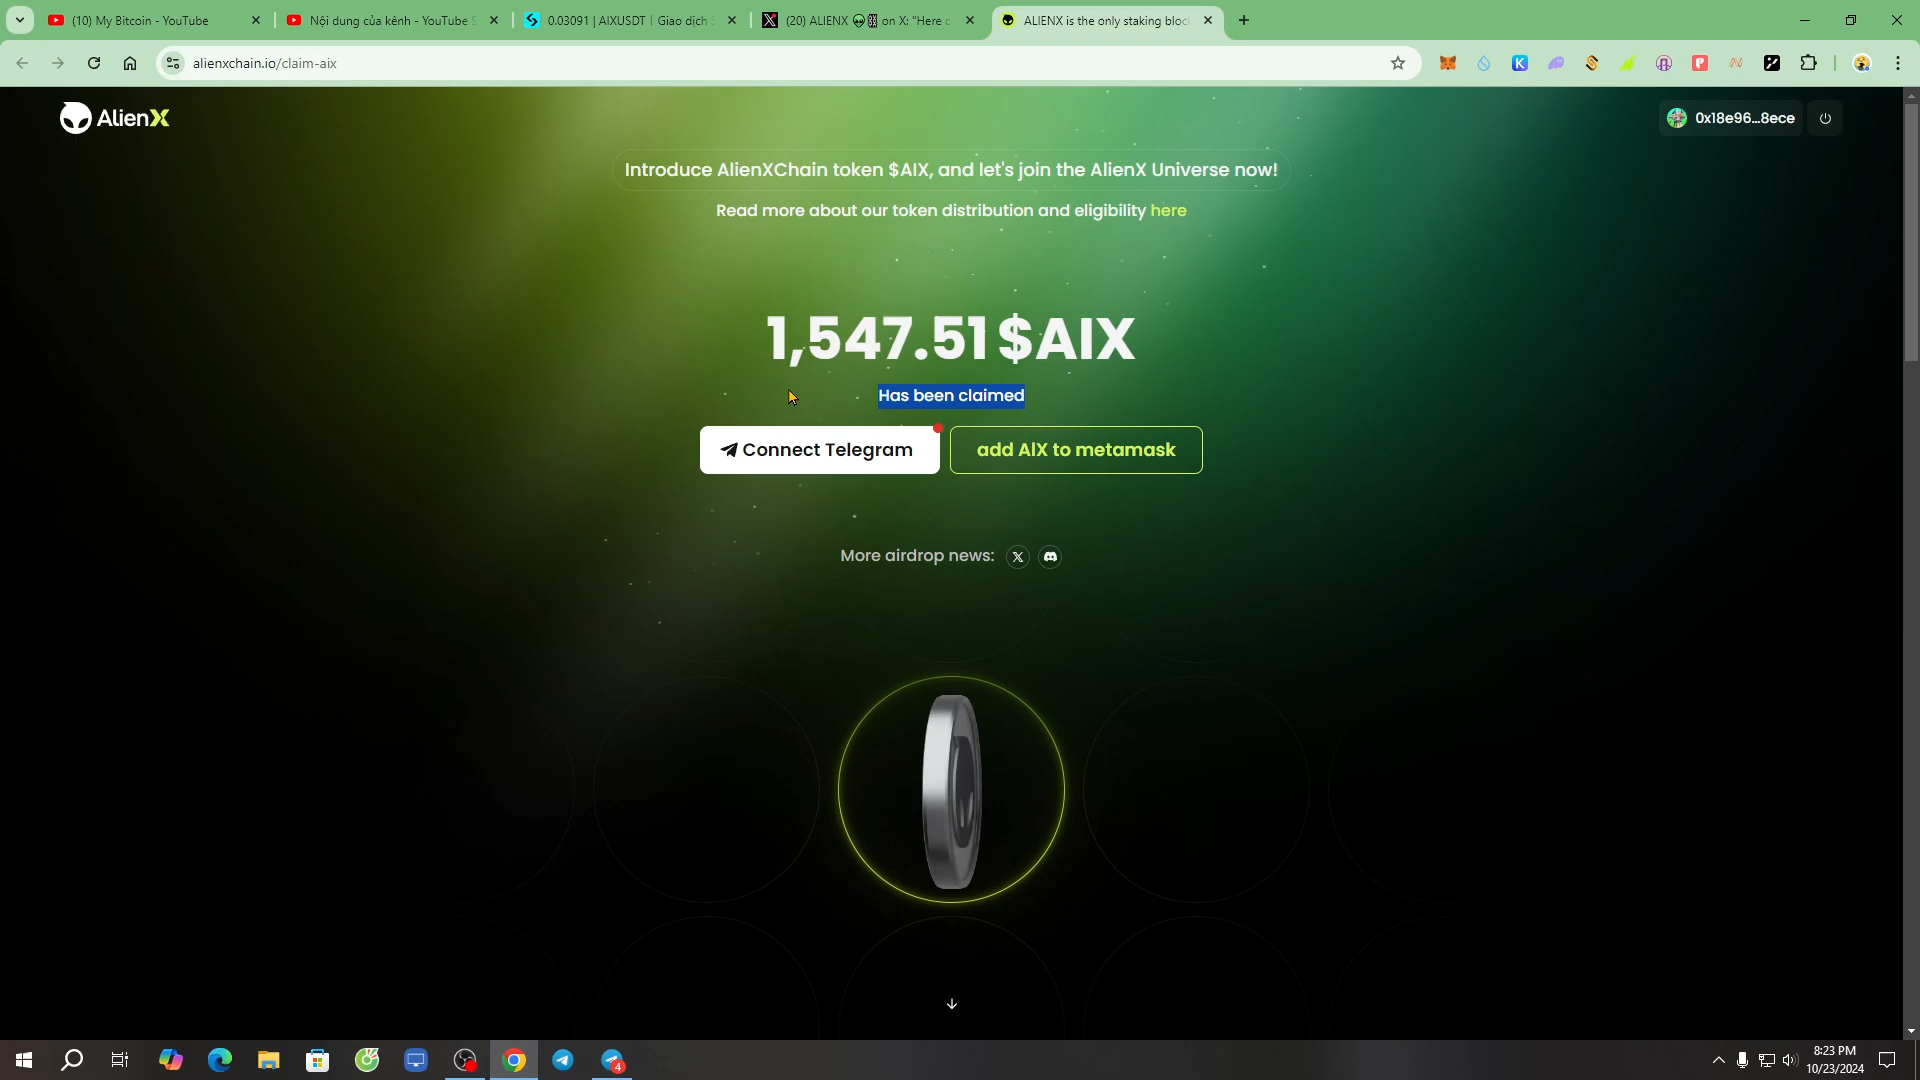 (10) My Bitcoin - YouTube
Nội dung của kênh - YouTube S
0.03091 | AIXUSDT | Giao dịch S
(20) ALIENX 👽 on X: "Here c
ALIENX is the only staking block
alienxchain.io/claim-aix
AlienX
0x18e96...8ece
Introduce AlienXChain token $AIX, and let's join the AlienX Universe now!
Read more about our token distribution and eligibility here
1,547.51 $AIX
Has been claimed
Connect Telegram
add AIX to metamask
More airdrop news:
4
8:23 PM
10/23/2024